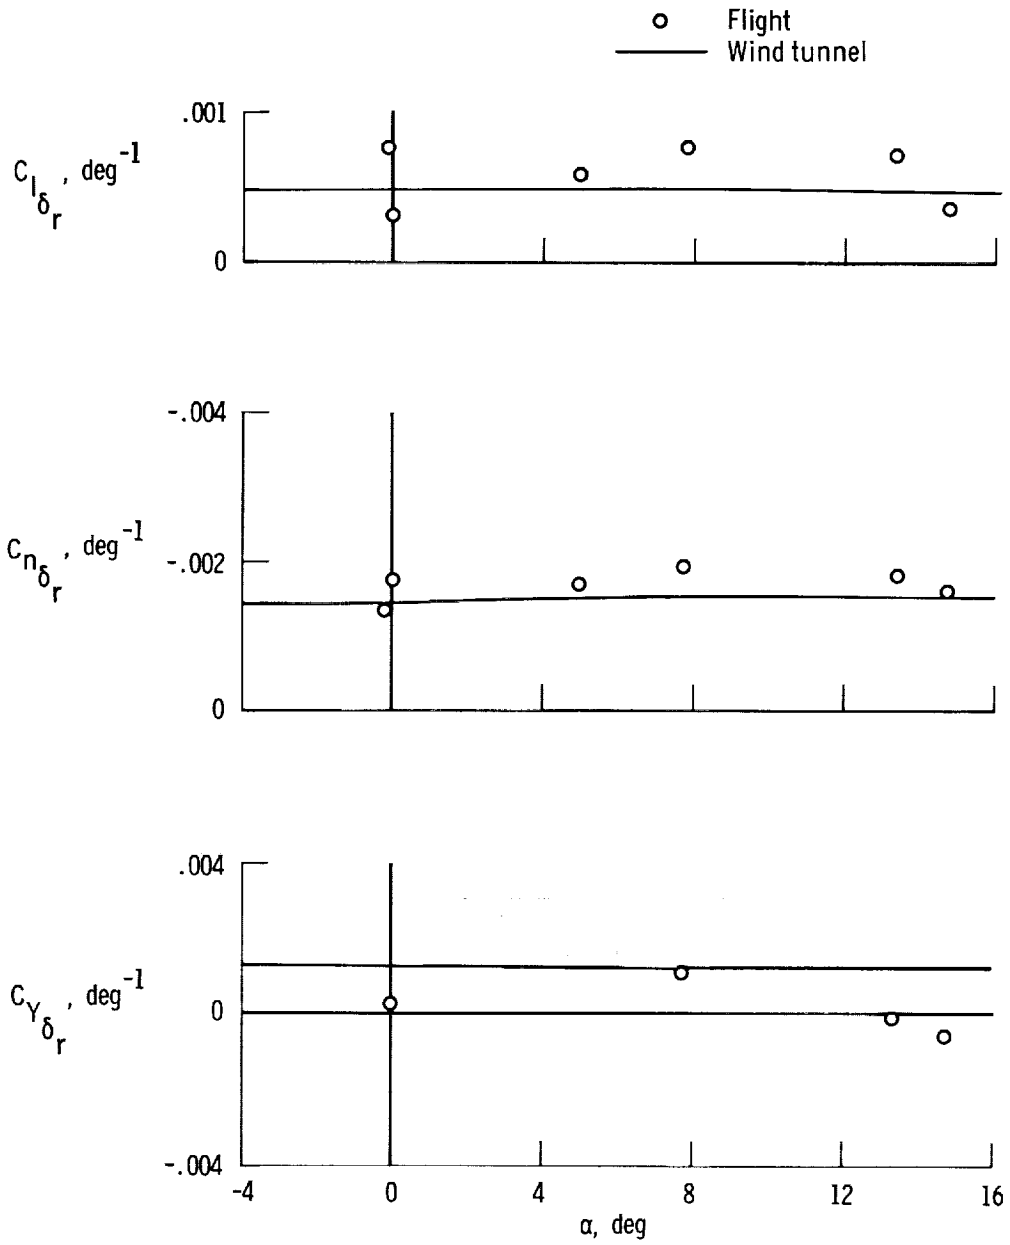 Flight
Wind tunnel
.001
C_{l_{δ_r}}, deg^{-1}
0
-.004
C_{n_{δ_r}}, deg^{-1}
-.002
0
.004
C_{Y_{δ_r}}, deg^{-1}
0
-.004
-4 0 4 8 12 16
α, deg